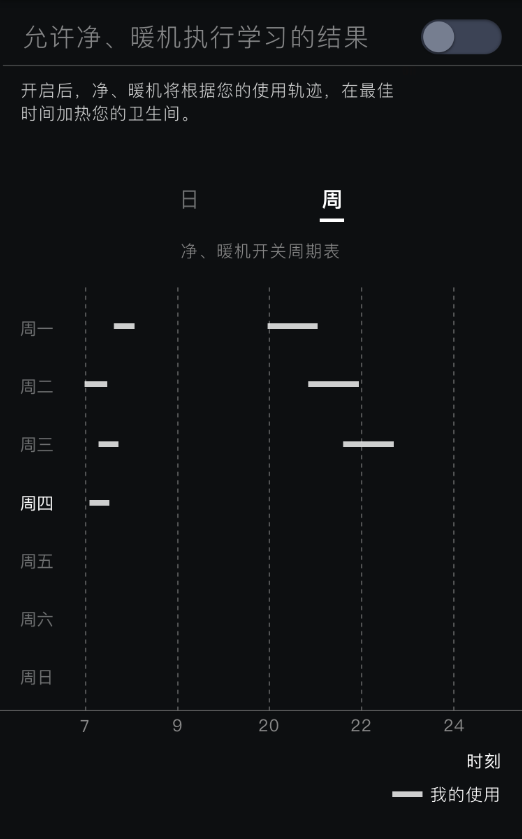 允许净、暖机执行学习的结果
开启后，净、暖机将根据您的使用轨迹，在最佳
时间加热您的卫生间。
日 周
净、暖机开关周期表
周一
周二
周三
周四
周五
周六
周日
7 9 20 22 24
时刻
我的使用